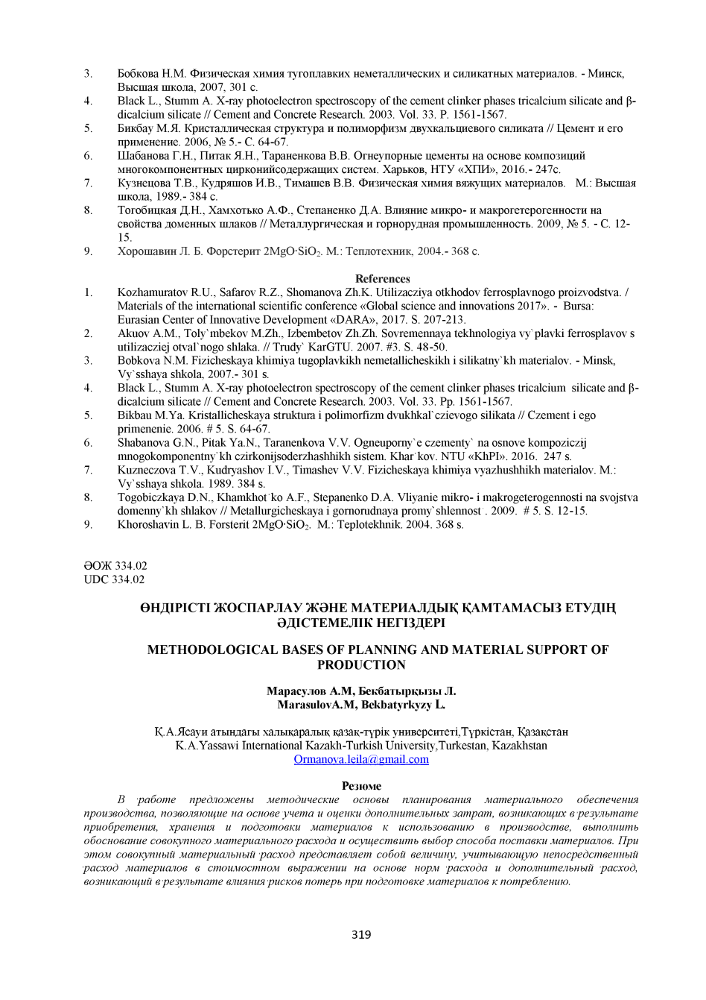 3. Бобкова Н.М. Физическая химия тугоплавких неметаллических и силикатных материалов. - Минск,
Высшая школа, 2007, 301 с.
4. Black L., Stumm A. X-ray photoelectron spectroscopy of the cement clinker phases tricalcium silicate and β-
dicalcium silicate // Cement and Concrete Research. 2003. Vol. 33. P. 1561-1567.
5. Бикбау М.Я. Кристаллическая структура и полиморфизм двухкальциевого силиката // Цемент и его
применение. 2006, № 5.- С. 64-67.
6. Шабанова Г.Н., Питак Я.Н., Тараненкова В.В. Огнеупорные цементы на основе композиций
многокомпонентных цирконийсодержащих систем. Харьков, НТУ «ХПИ», 2016.- 247с.
7. Кузнецова Т.В., Кудряшов И.В., Тимашев В.В. Физическая химия вяжущих материалов. М.: Высшая
школа, 1989.- 384 с.
8. Тогобицкая Д.Н., Хамхотько А.Ф., Степаненко Д.А. Влияние микро- и макрогетерогенности на
свойства доменных шлаков // Металлургическая и горнорудная промышленность. 2009, № 5. - С. 12-
15.
9. Хорошавин Л. Б. Форстерит 2MgO·SiO₂. М.: Теплотехник, 2004.- 368 с.
References
1. Kozhamuratov R.U., Safarov R.Z., Shomanova Zh.K. Utilizacziya otkhodov ferrosplavnogo proizvodstva. /
Materials of the international scientific conference «Global science and innovations 2017». - Bursa:
Eurasian Center of Innovative Development «DARA», 2017. S. 207-213.
2. Akuov A.M., Toly`mbekov M.Zh., Izbembetov Zh.Zh. Sovremennaya tekhnologiya vy`plavki ferrosplavov s
utilizacziej otval`nogo shlaka. // Trudy` KarGTU. 2007. #3. S. 48-50.
3. Bobkova N.M. Fizicheskaya khimiya tugoplavkikh nemetallicheskikh i silikatny`kh materialov. - Minsk,
Vy`sshaya shkola, 2007.- 301 s.
4. Black L., Stumm A. X-ray photoelectron spectroscopy of the cement clinker phases tricalcium silicate and β-
dicalcium silicate // Cement and Concrete Research. 2003. Vol. 33. Pp. 1561-1567.
5. Bikbau M.Ya. Kristallicheskaya struktura i polimorfizm dvukhkal`czievogo silikata // Czement i ego
primenenie. 2006. # 5. S. 64-67.
6. Shabanova G.N., Pitak Ya.N., Taranenkova V.V. Ogneuporny`e czementy` na osnove kompoziczij
mnogokomponentny`kh czirkonijsoderzhashhikh sistem. Khar`kov. NTU «KhPI». 2016. 247 s.
7. Kuzneczova T.V., Kudryashov I.V., Timashev V.V. Fizicheskaya khimiya vyazhushhikh materialov. M.:
Vy`sshaya shkola. 1989. 384 s.
8. Togobiczkaya D.N., Khamkhot`ko A.F., Stepanenko D.A. Vliyanie mikro- i makrogeterogennosti na svojstva
domenny`kh shlakov // Metallurgicheskaya i gornorudnaya promy`shlennost`. 2009. # 5. S. 12-15.
9. Khoroshavin L. B. Forsterit 2MgO·SiO₂. M.: Teplotekhnik. 2004. 368 s.
ӘОЖ 334.02
UDC 334.02
ӨНДІРІСТІ ЖОСПАРЛАУ ЖӘНЕ МАТЕРИАЛДЫҚ ҚАМТАМАСЫЗ ЕТУДІҢ
ӘДІСТЕМЕЛІК НЕГІЗДЕРІ
METHODOLOGICAL BASES OF PLANNING AND MATERIAL SUPPORT OF
PRODUCTION
Марасулов А.М, Бекбатырқызы Л.
MarasulovA.M, Bekbatyrkyzy L.
Қ.А.Ясауи атындагы халықаралық қазақ-түрік университеті,Түркістан, Қазақстан
K.A.Yassawi International Kazakh-Turkish University,Turkestan, Kazakhstan
Ormanova.leila@gmail.com
Резюме
В работе предложены методические основы планирования материального обеспечения
производства, позволяющие на основе учета и оценки дополнительных затрат, возникающих в результате
приобретения, хранения и подготовки материалов к использованию в производстве, выполнить
обоснование совокупного материального расхода и осуществить выбор способа поставки материалов. При
этом совокупный материальный расход представляет собой величину, учитывающую непосредственный
расход материалов в стоимостном выражении на основе норм расхода и дополнительный расход,
возникающий в результате влияния рисков потерь при подготовке материалов к потреблению.
319